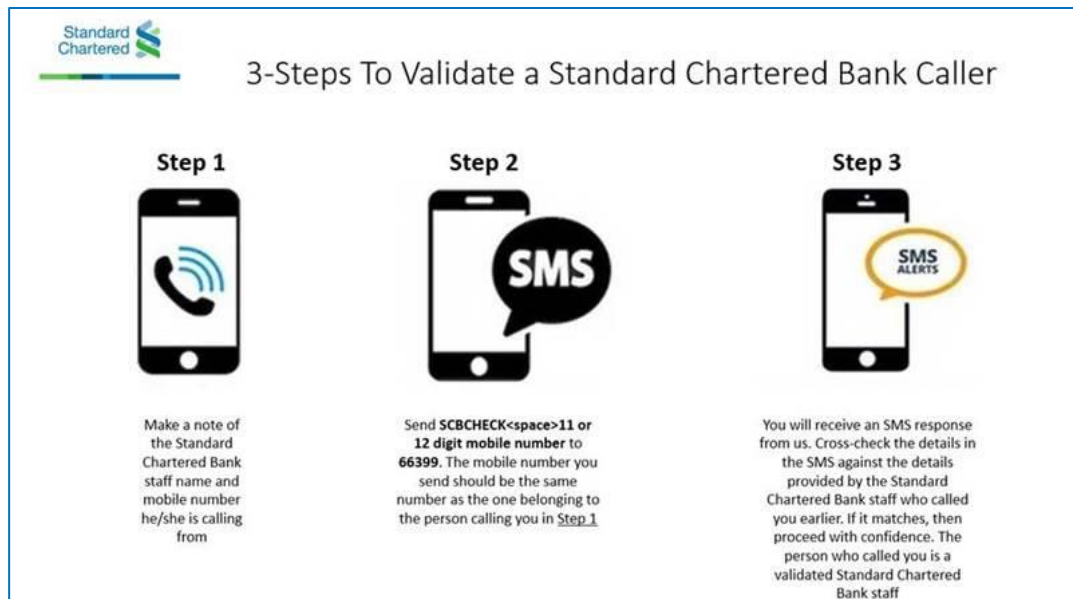 Standard
Chartered
3-Steps To Validate a Standard Chartered Bank Caller
Step 1
Make a note of
the Standard
Chartered Bank
staff name and
mobile number
he/she is calling
from
Step 2
SMS
Send SCBCHECK<space>11 or
12 digit mobile number to
66399. The mobile number you
send should be the same
number as the one belonging to
the person calling you in Step 1
Step 3
SMS
ALERTS
You will receive an SMS response
from us. Cross-check the details in
the SMS against the details
provided by the Standard
Chartered Bank staff who called
you earlier. If it matches, then
proceed with confidence. The
person who called you is a
validated Standard Chartered
Bank staff